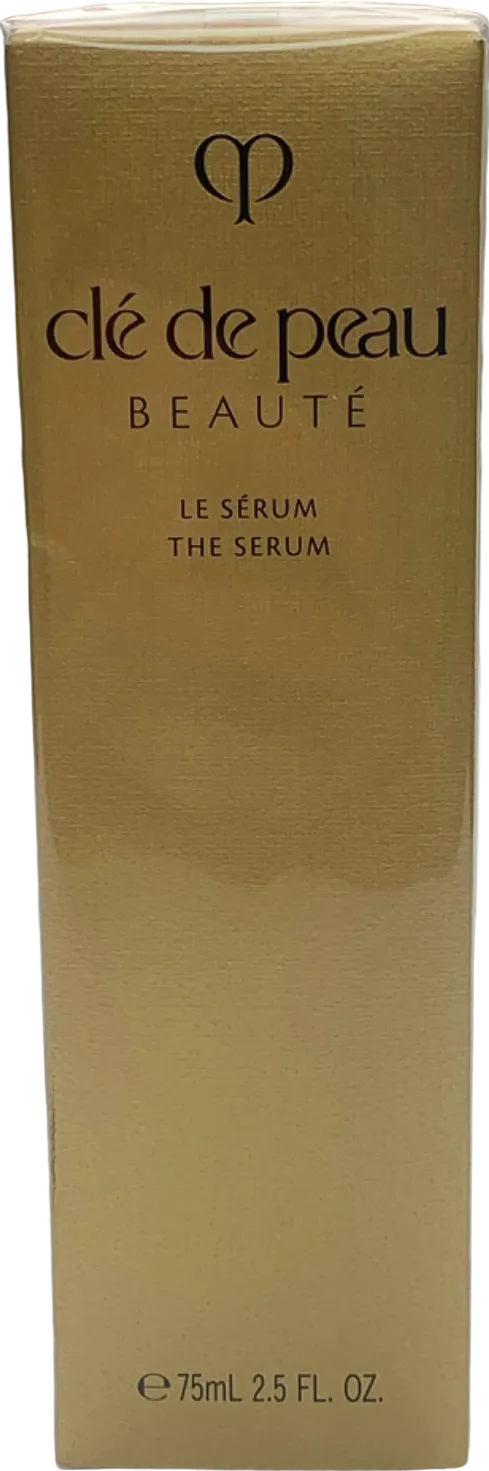 clé de peau
BEAUTÉ
LE SÉRUM
THE SERUM
℮ 75mL 2.5 FL. OZ.